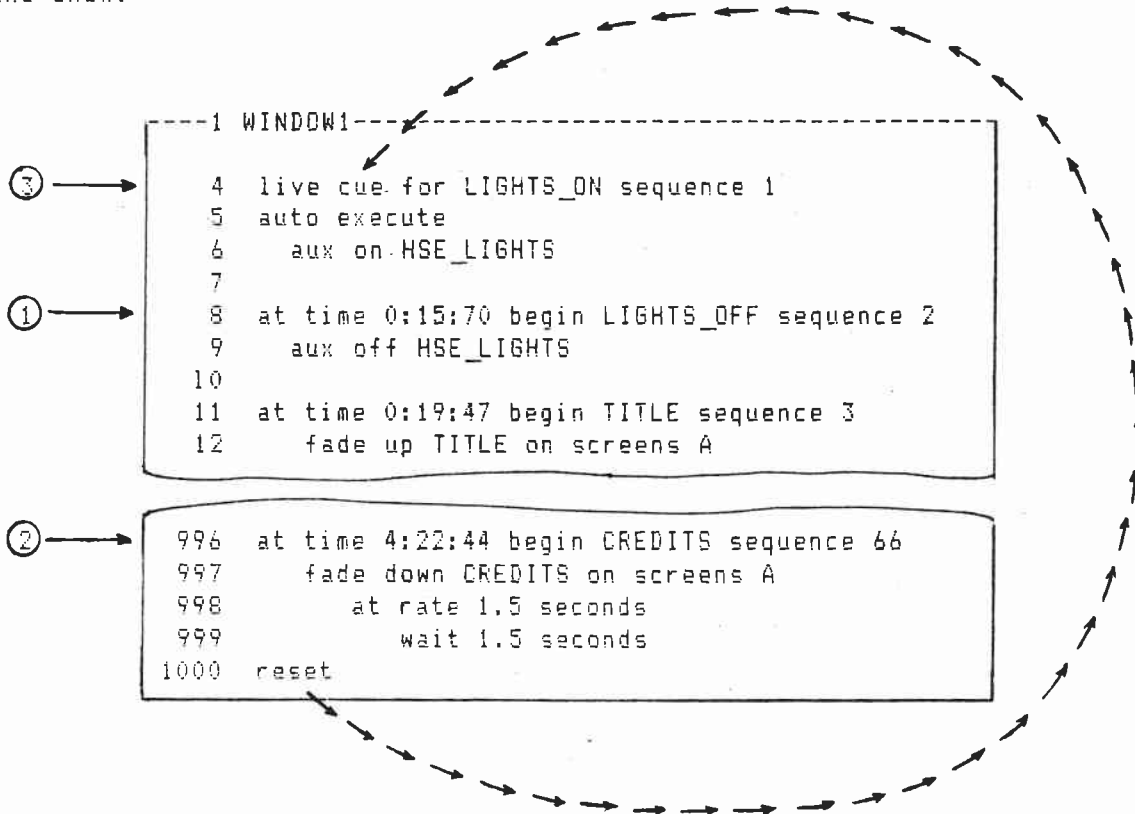 1 WINDOW1
③ 4 live cue for LIGHTS_ON sequence 1
5 auto execute
6 aux on HSE_LIGHTS
7
① 8 at time 0:15:70 begin LIGHTS_OFF sequence 2
9 aux off HSE_LIGHTS
10
11 at time 0:19:47 begin TITLE sequence 3
12 fade up TITLE on screens A
② 996 at time 4:22:44 begin CREDITS sequence 66
997 fade down CREDITS on screens A
998 at rate 1.5 seconds
999 wait 1.5 seconds
1000 reset